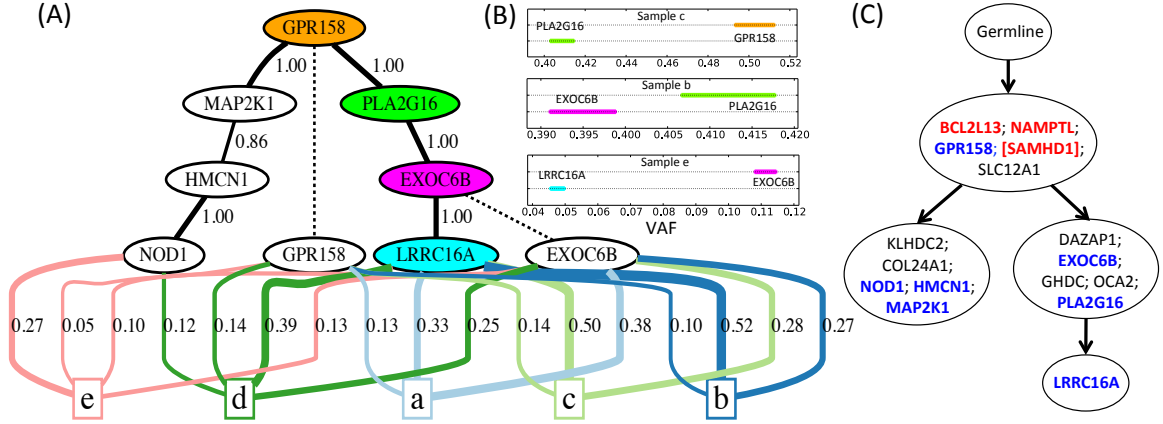 (A)
GPR158
1.00
1.00
MAP2K1
PLA2G16
0.86
1.00
HMCN1
EXOC6B
1.00
1.00
NOD1
GPR158
LRRC16A
EXOC6B
0.27
0.05
0.10
0.12
0.14
0.39
0.13
0.13
0.33
0.25
0.14
0.50
0.38
0.10
0.52
0.28
0.27
e
d
a
c
b
(B)
Sample c
PLA2G16
GPR158
0.40
0.42
0.44
0.46
0.48
0.50
0.52
Sample b
EXOC6B
PLA2G16
0.390
0.395
0.400
0.405
0.410
0.415
0.420
Sample e
LRRC16A
EXOC6B
0.04
0.05
0.06
0.07
0.08
0.09
0.10
0.11
0.12
VAF
(C)
Germline
BCL2L13; NAMPTL;
GPR158; [SAMHD1];
SLC12A1
KLHDC2;
COL24A1;
NOD1; HMCN1;
MAP2K1
DAZAP1;
EXOC6B;
GHDC; OCA2;
PLA2G16
LRRC16A